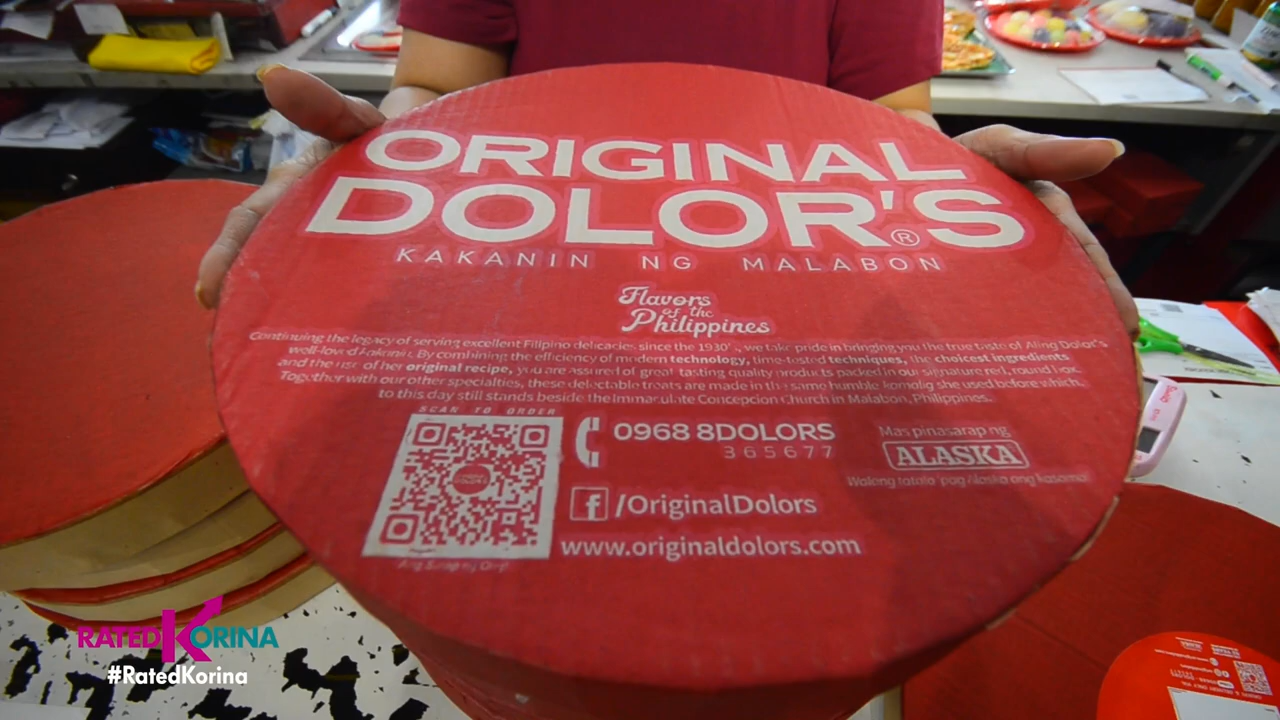 ORIGINAL
DOLOR'S®
KAKANIN NG MALABON
Flavors
of the
Philippines
Continuing the legacy of serving excellent Filipino delicacies since the 1930's, we take pride in bringing you the true taste of Aling Dolor's
well-loved kakanin. By combining the efficiency of modern technology, time-tested techniques, the choicest ingredients
and the use of her original recipe, you are assured of great tasting quality products packed in our signature red, round box.
Together with our other specialties, these delectable treats are made in the same humble komalig she used before which,
to this day still stands beside the Immaculate Concepcion Church in Malabon, Philippines.
SCAN TO ORDER
0968 8DOLORS
365677
/OriginalDolors
www.originaldolors.com
Mas pinasarap ng
ALASKA
Walang tatalo 'pag Alaska ang kasama
RATED KORINA
#RatedKorina